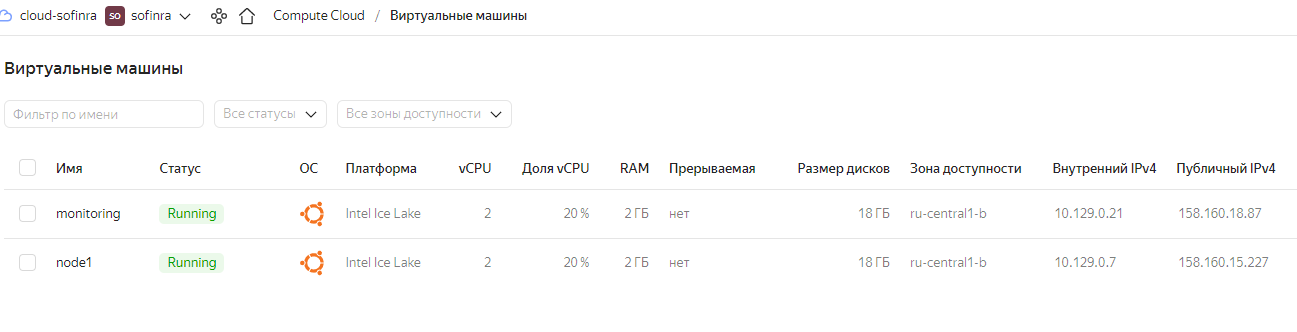 cloud-sofinra so sofinra Compute Cloud / Виртуальные машины
Виртуальные машины
Фильтр по имени Все статусы Все зоны доступности
Имя Статус ОС Платформа vCPU Доля vCPU RAM Прерываемая Размер дисков Зона доступности Внутренний IPv4 Публичный IPv4
monitoring Running Intel Ice Lake 2 20 % 2 ГБ нет 18 ГБ ru-central1-b 10.129.0.21 158.160.18.87
node1 Running Intel Ice Lake 2 20 % 2 ГБ нет 18 ГБ ru-central1-b 10.129.0.7 158.160.15.227